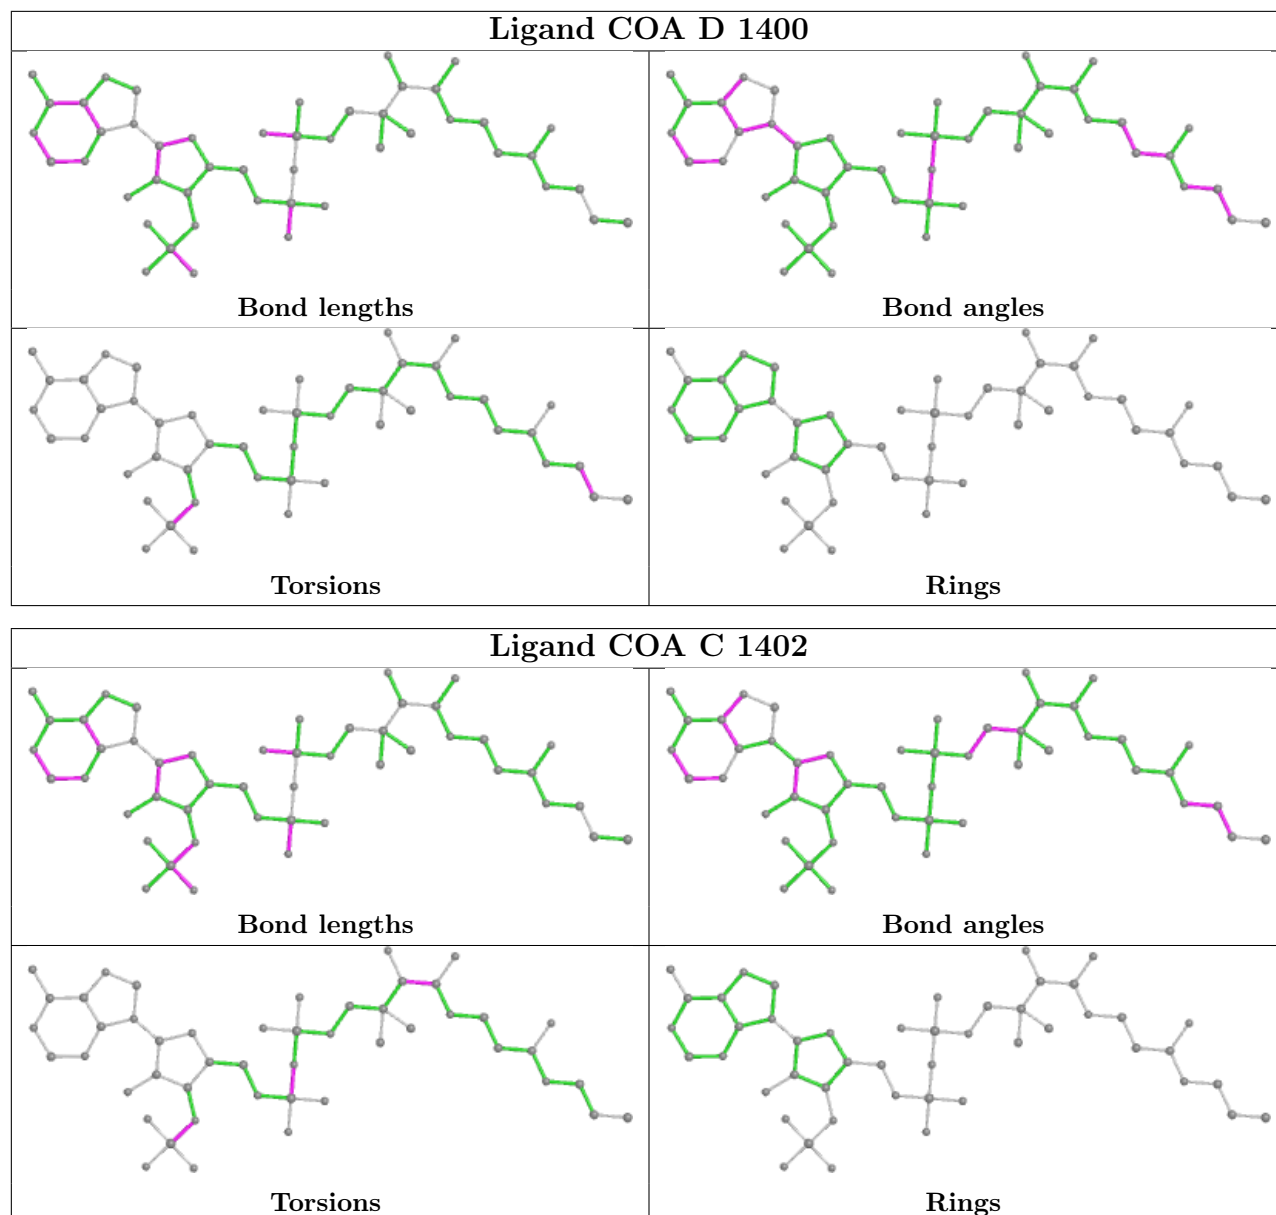 Ligand COA D 1400
Bond lengths
Bond angles
Torsions
Rings
Ligand COA C 1402
Bond lengths
Bond angles
Torsions
Rings